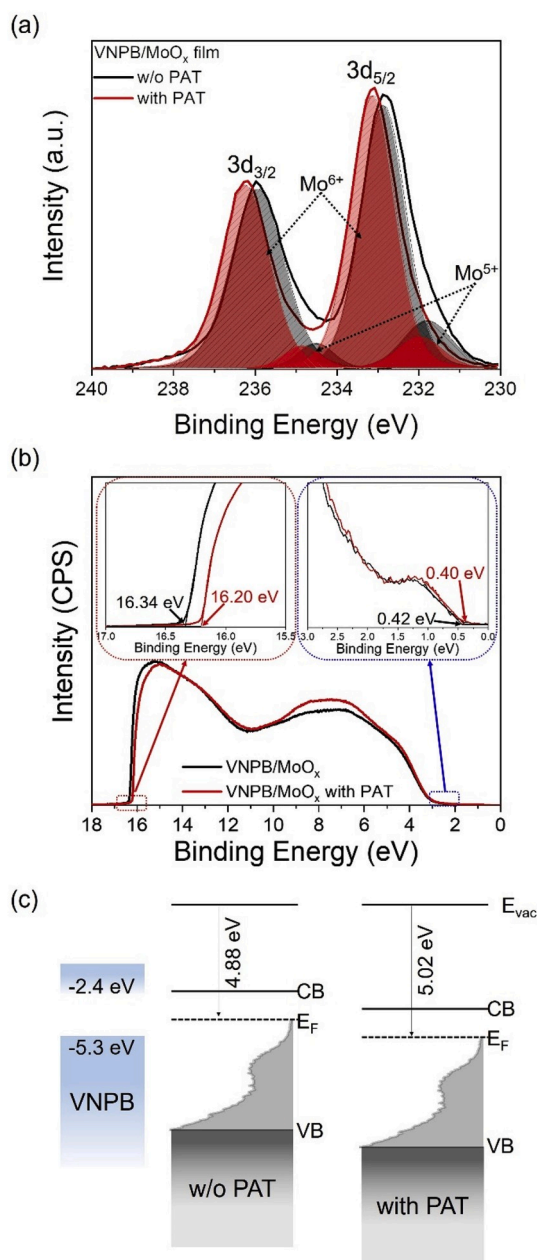 (a)
VNPB/MoOₓ film
w/o PAT
with PAT
3d₃/₂
3d₅/₂
Mo⁶⁺
Mo⁵⁺
Intensity (a.u.)
240 238 236 234 232 230
Binding Energy (eV)
(b)
16.34 eV
16.20 eV
17.0 16.5 16.0 15.5
Binding Energy (eV)
0.40 eV
0.42 eV
3.0 2.5 2.0 1.5 1.0 0.5 0.0
Binding Energy (eV)
Intensity (CPS)
VNPB/MoOₓ
VNPB/MoOₓ with PAT
18 16 14 12 10 8 6 4 2 0
Binding Energy (eV)
(c)
Eᵥₐc
4.88 eV
5.02 eV
-2.4 eV
CB
CB
-5.3 eV
E_F
E_F
VNPB
VB
VB
w/o PAT
with PAT